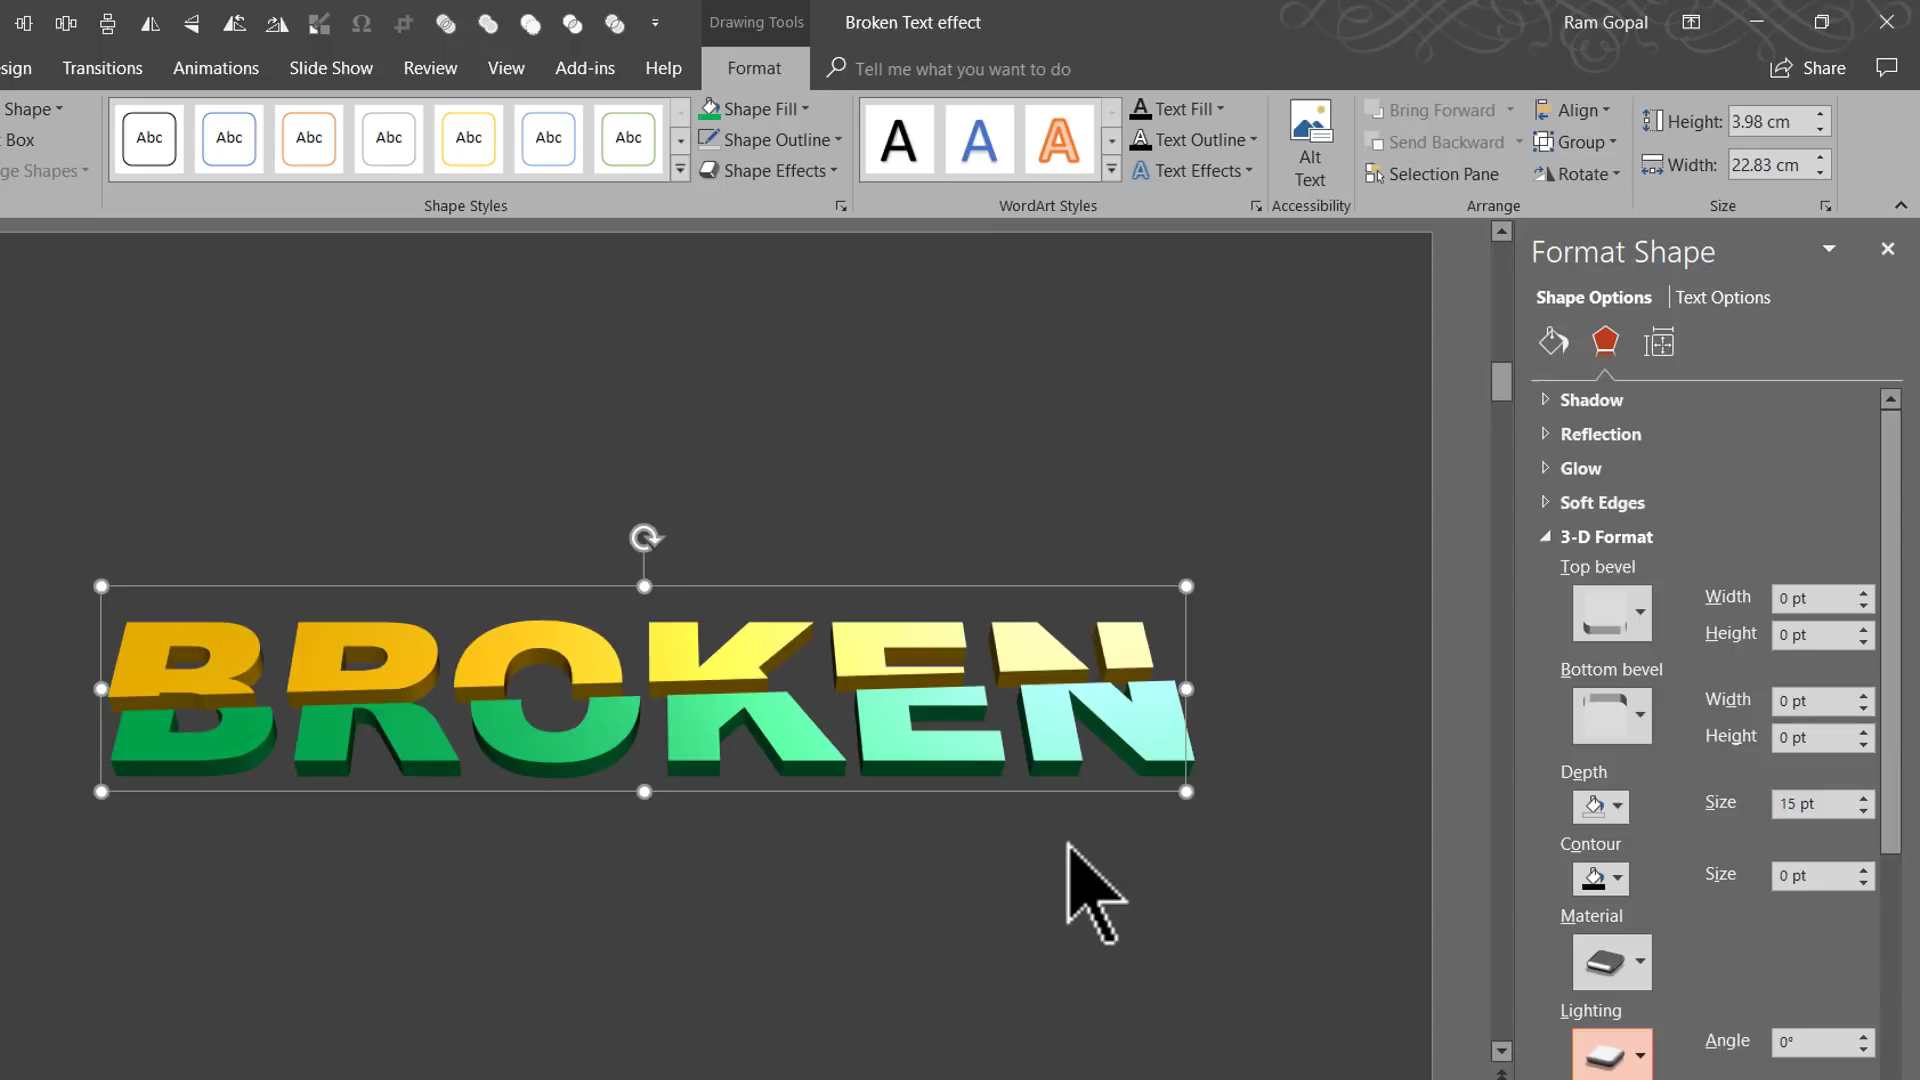 Drawing Tools
Broken Text effect
Ram Gopal
sign Transitions Animations Slide Show Review View Add-ins Help Format Tell me what you want to do Share
Shape
Box
ge Shapes
Abc Abc Abc Abc Abc Abc Abc
Shape Fill
Shape Outline
Shape Effects
Shape Styles
A A A
Text Fill
Text Outline
Text Effects
WordArt Styles
Alt
Text
Accessibility
Bring Forward
Send Backward
Selection Pane
Align
Group
Rotate
Arrange
Height: 3.98 cm
Width: 22.83 cm
Size
Format Shape
Shape Options Text Options
Shadow
Reflection
Glow
Soft Edges
3-D Format
Top bevel
Width 0 pt
Height 0 pt
Bottom bevel
Width 0 pt
Height 0 pt
Depth
Size 15 pt
Contour
Size 0 pt
Material
Lighting
Angle 0°
BROKEN